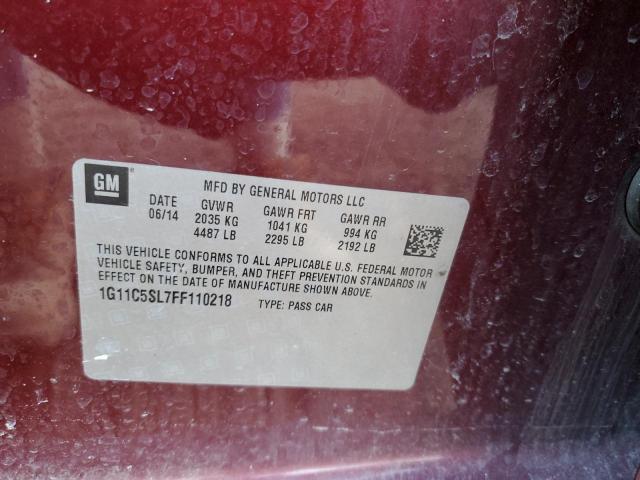 GM
MFD BY GENERAL MOTORS LLC
DATE GVWR GAWR FRT GAWR RR
06/14 2035 KG 1041 KG 994 KG
4487 LB 2295 LB 2192 LB
THIS VEHICLE CONFORMS TO ALL APPLICABLE U.S. FEDERAL MOTOR
VEHICLE SAFETY, BUMPER, AND THEFT PREVENTION STANDARDS IN
EFFECT ON THE DATE OF MANUFACTURE SHOWN ABOVE.
1G11C5SL7FF110218 TYPE: PASS CAR